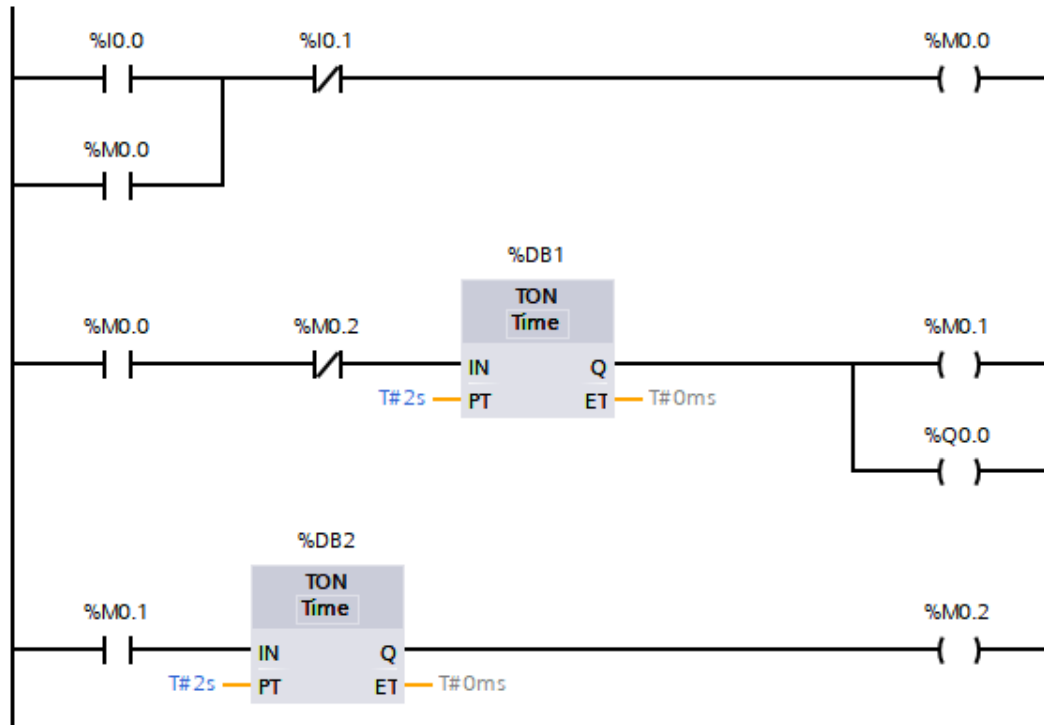 %I0.0 %I0.1 %M0.0
%M0.0
%DB1
TON
Time
%M0.0 %M0.2 %M0.1
IN Q
T#2s PT ET T#0ms
%Q0.0
%DB2
TON
Time
%M0.1 %M0.2
IN Q
T#2s PT ET T#0ms